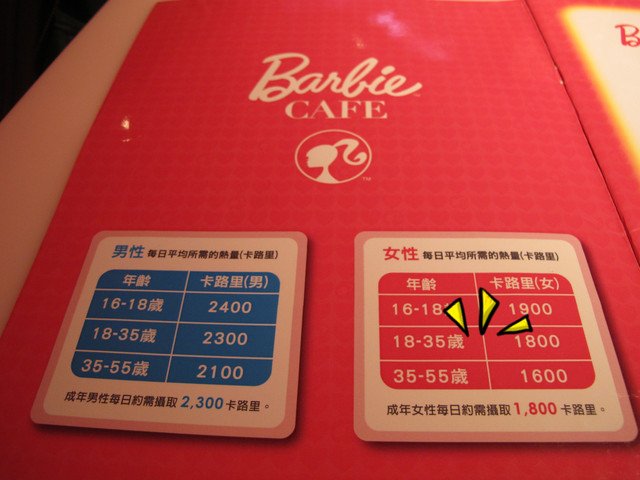 Barbie
CAFE
TM
B
男性 每日平均所需的熱量(卡路里)
年齡 卡路里(男)
16-18歲 2400
18-35歲 2300
35-55歲 2100
成年男性每日約需攝取 2,300 卡路里。
女性 每日平均所需的熱量(卡路里)
年齡 卡路里(女)
16-18 1900
18-35歲 1800
35-55歲 1600
成年女性每日約需攝取 1,800 卡路里。